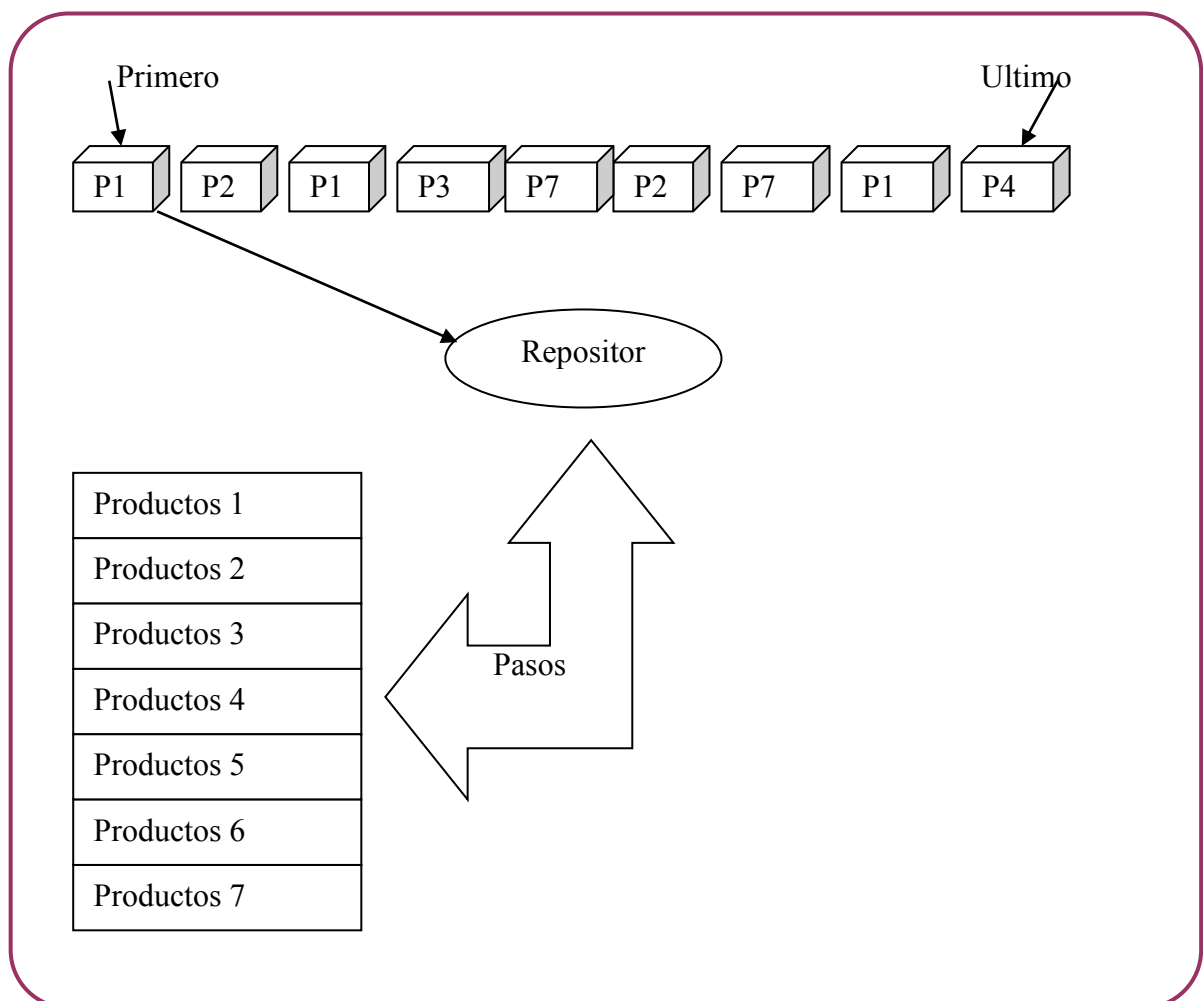 Primero Ultimo
P1 P2 P1 P3 P7 P2 P7 P1 P4
Repositor
Productos 1
Productos 2
Productos 3
Pasos
Productos 4
Productos 5
Productos 6
Productos 7